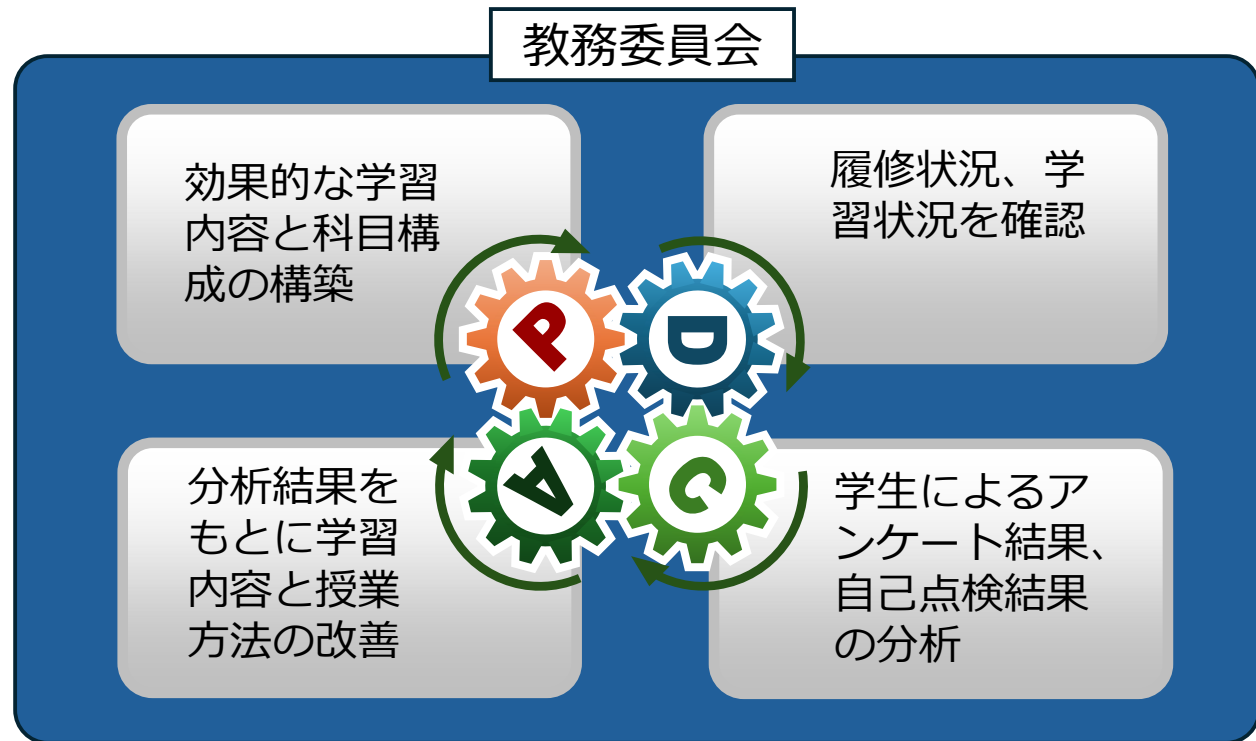 教務委員会
効果的な学習
内容と科目構
成の構築
履修状況、学
習状況を確認
P
D
A
C
分析結果を
もとに学習
内容と授業
方法の改善
学生によるア
ンケート結果、
自己点検結果
の分析